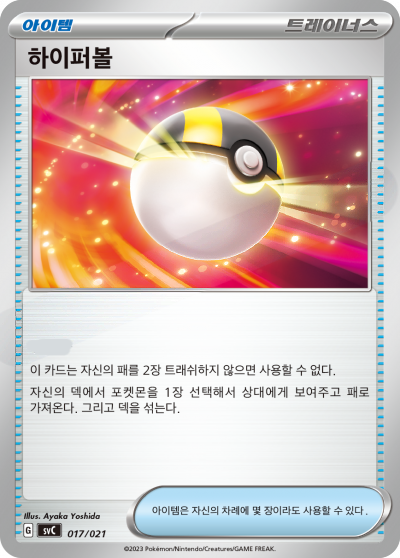 아이템 트레이너스
하이퍼볼
이 카드는 자신의 패를 2장 트래쉬하지 않으면 사용할 수 없다.
자신의 덱에서 포켓몬을 1장 선택해서 상대에게 보여주고 패로
가져온다. 그리고 덱을 섞는다.
Illus. Ayaka Yoshida
G svC 017/021
아이템은 자신의 차례에 몇 장이라도 사용할 수 있다.
©2023 Pokémon/Nintendo/Creatures/GAME FREAK.